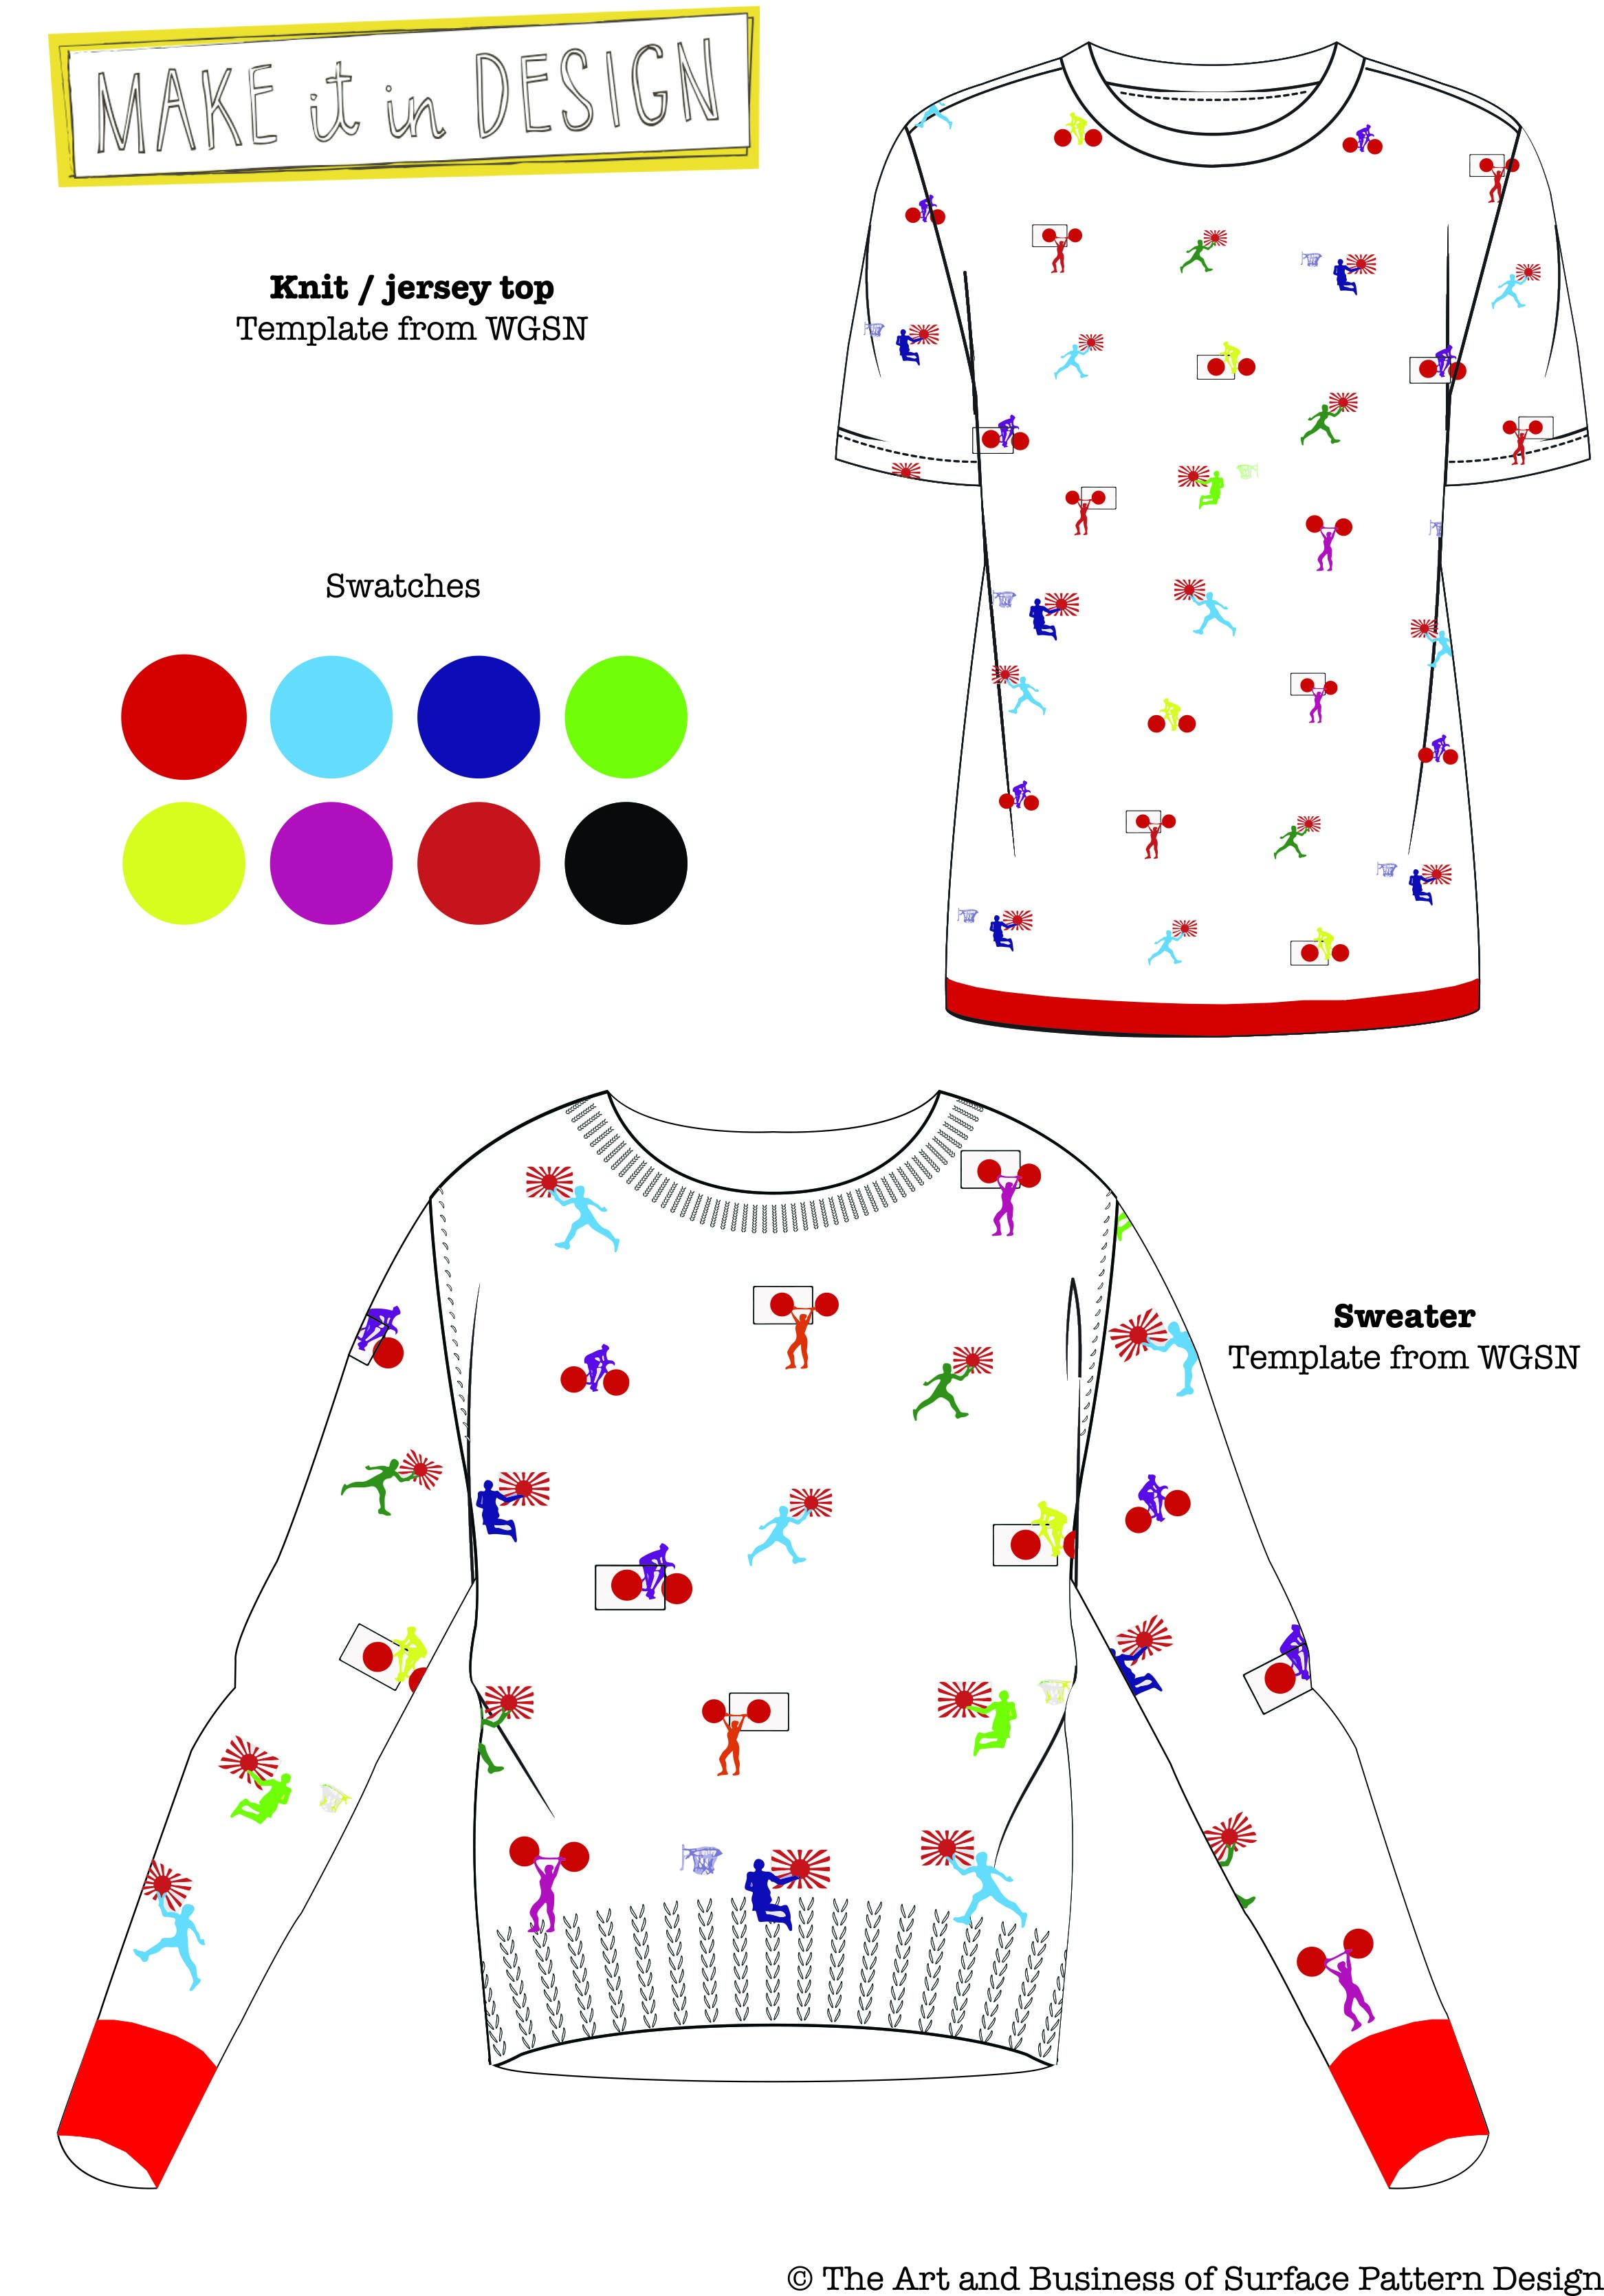 MAKE it in DESIGN
Knit / jersey top
Template from WGSN
Swatches
Sweater
Template from WGSN
© The Art and Business of Surface Pattern Design